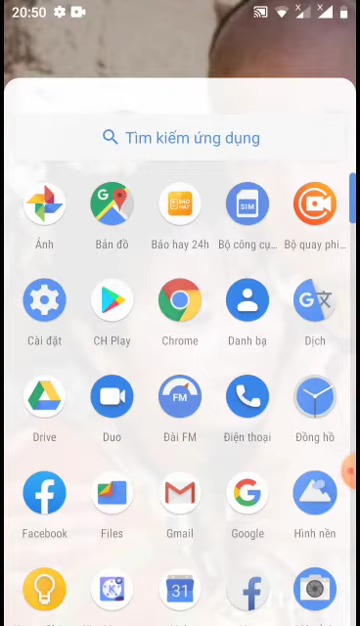 20:50
Tìm kiếm ứng dụng
Ảnh
Bản đồ
Báo hay 24h
Bộ công cụ...
Bộ quay phi...
Cài đặt
CH Play
Chrome
Danh bạ
Dịch
Drive
Duo
Đài FM
Điện thoại
Đồng hồ
Facebook
Files
Gmail
Google
Hình nền